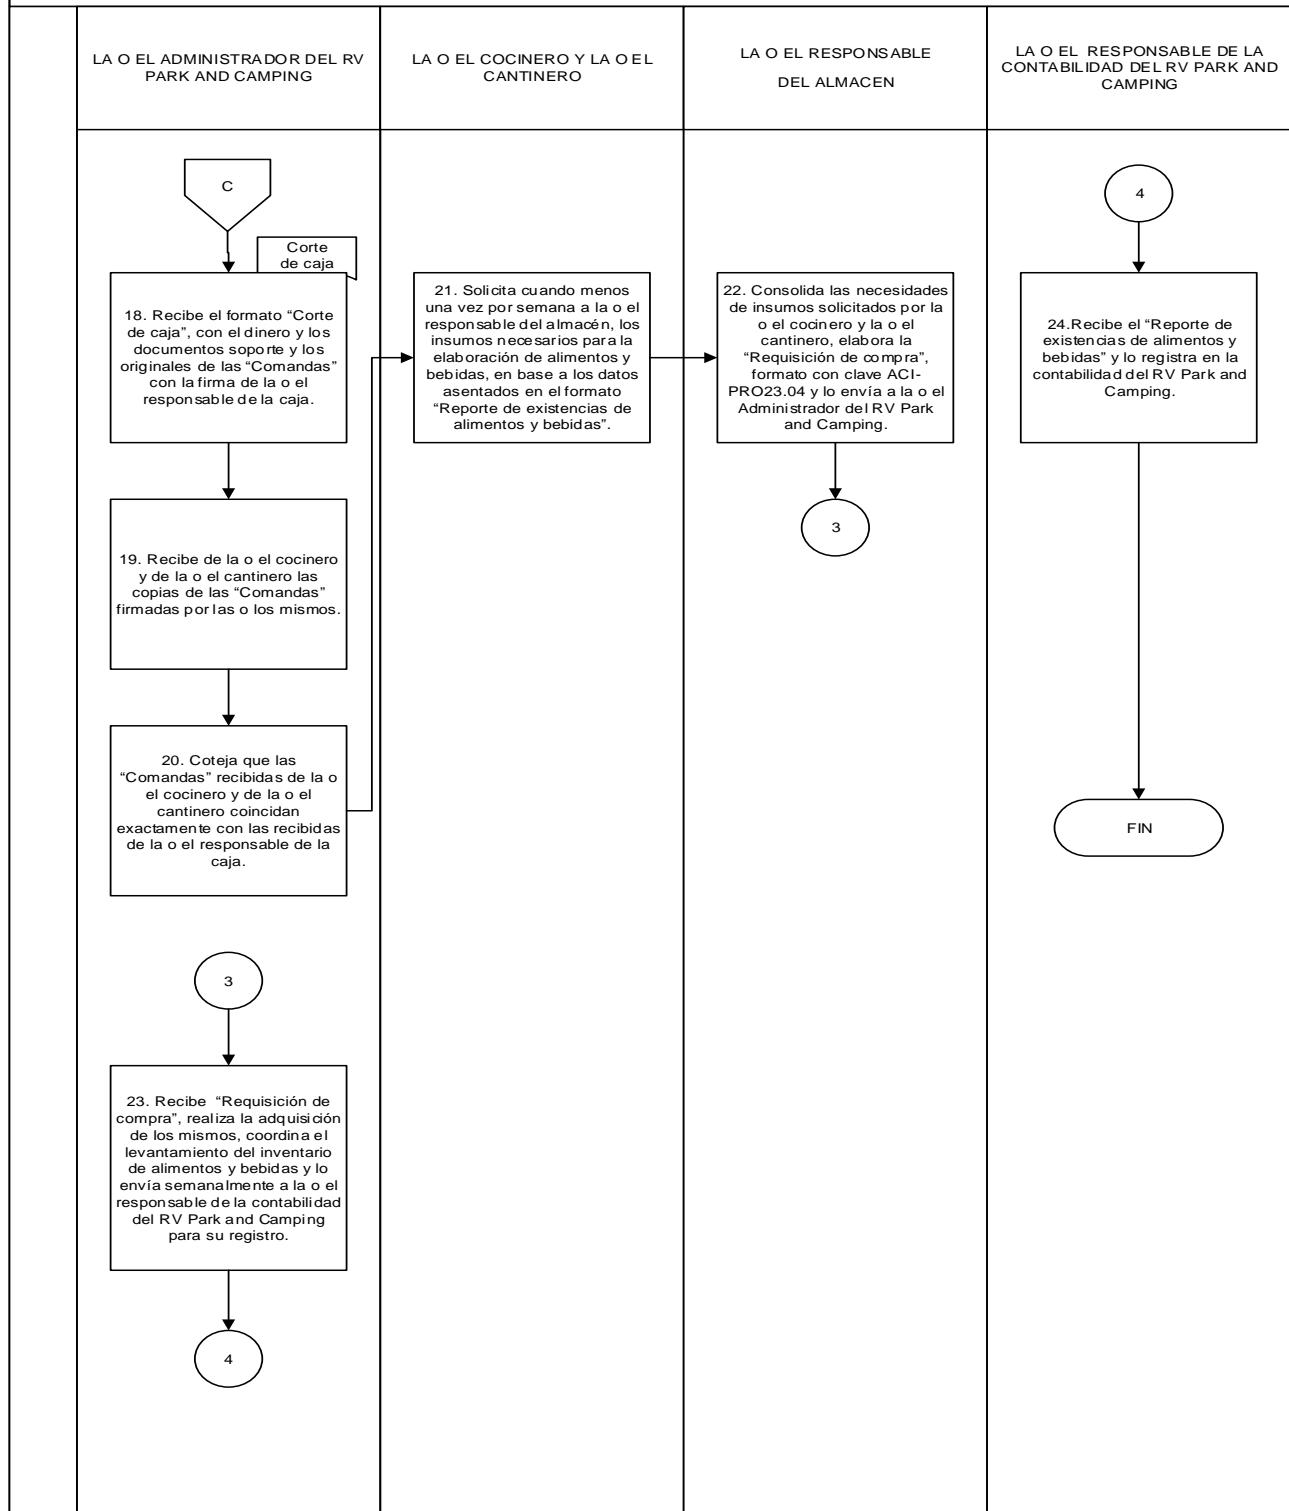 LA O EL ADMINISTRADOR DEL RV
PARK AND CAMPING
LA O EL COCINERO Y LA O EL
CANTINERO
LA O EL RESPONSABLE
DEL ALMACEN
LA O EL RESPONSABLE DE LA
CONTABILIDAD DEL RV PARK AND
CAMPING
C
Corte
de caja
18. Recibe el formato “Corte
de caja”, con el dinero y los
documentos soporte y los
originales de las “Comandas”
con la firma de la o el
responsable de la caja.
19. Recibe de la o el cocinero
y de la o el cantinero las
copias de las “Comandas”
firmadas por las o los mismos.
20. Coteja que las
“Comandas” recibidas de la o
el cocinero y de la o el
cantinero coincidan
exactamente con las recibidas
de la o el responsable de la
caja.
21. Solicita cuando menos
una vez por semana a la o el
responsable del almacén, los
insumos necesarios para la
elaboración de alimentos y
bebidas, en base a los datos
asentados en el formato
“Reporte de existencias de
alimentos y bebidas”.
22. Consolida las necesidades
de insumos solicitados por la
o el cocinero y la o el
cantinero, elabora la
“Requisición de compra”,
formato con clave ACI-
PRO23.04 y lo envía a la o el
Administrador del RV Park
and Camping.
3
3
23. Recibe “Requisición de
compra”, realiza la adquisición
de los mismos, coordina el
levantamiento del inventario
de alimentos y bebidas y lo
envía semanalmente a la o el
responsable de la contabilidad
del RV Park and Camping
para su registro.
4
4
24.Recibe el “Reporte de
existencias de alimentos y
bebidas” y lo registra en la
contabilidad del RV Park and
Camping.
FIN